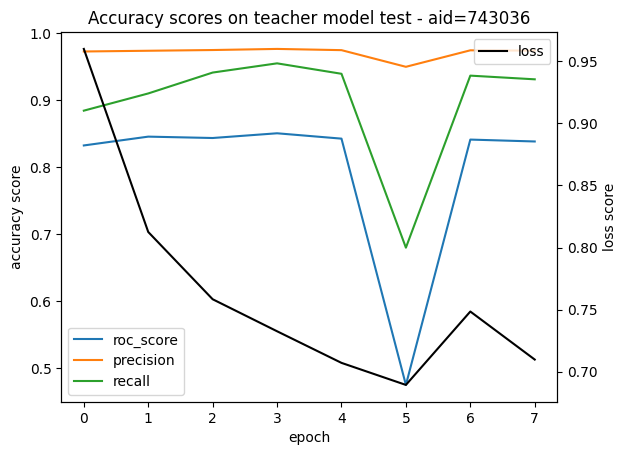 Accuracy scores on teacher model test - aid=743036
1.0
0.9
0.8
0.7
0.6
0.5
accuracy score
0.95
0.90
0.85
0.80
0.75
0.70
loss score
loss
roc_score
precision
recall
0 1 2 3 4 5 6 7
epoch